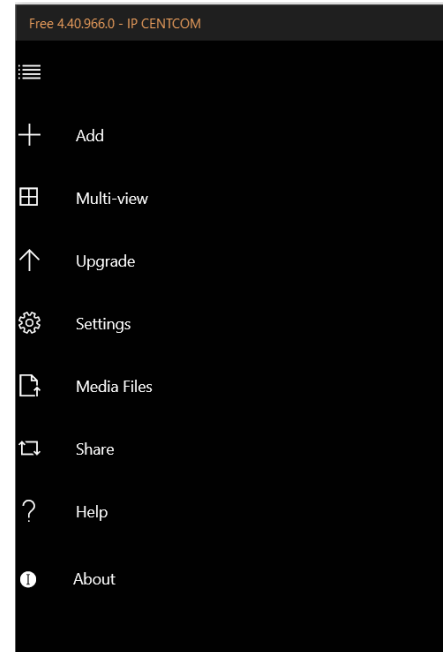 Free 4.40.966.0 - IP CENTCOM
Add
Multi-view
Upgrade
Settings
Media Files
Share
Help
About